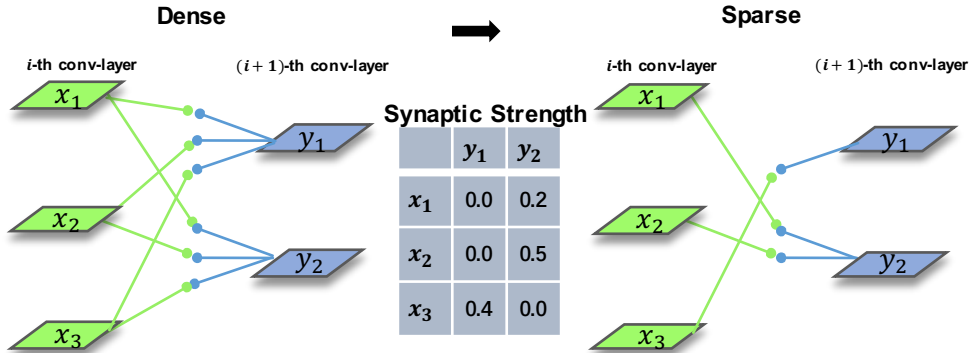 Dense
Sparse
i-th conv-layer
(i + 1)-th conv-layer
i-th conv-layer
(i + 1)-th conv-layer
x₁
x₂
x₃
y₁
y₂
Synaptic Strength
y₁ y₂
x₁ 0.0 0.2
x₂ 0.0 0.5
x₃ 0.4 0.0
x₁
x₂
x₃
y₁
y₂